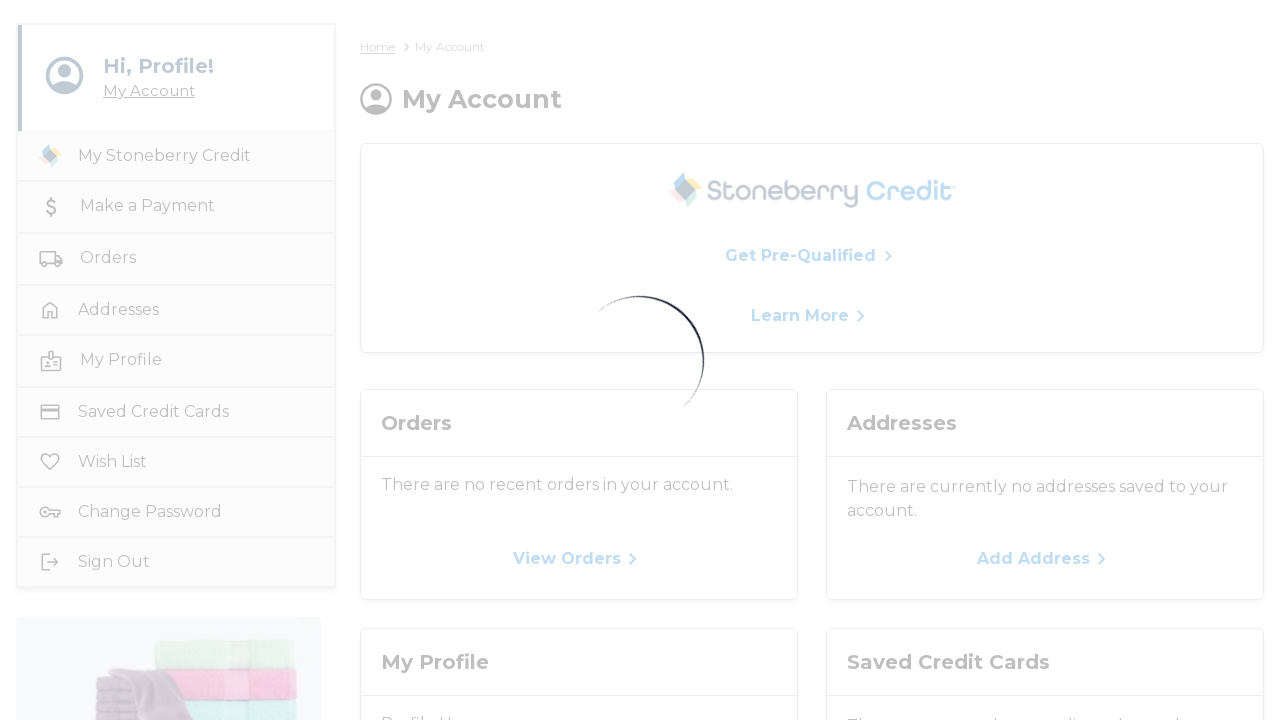 Hi, Profile!
My Account
My Stoneberry Credit
Make a Payment
Orders
Addresses
My Profile
Saved Credit Cards
Wish List
Change Password
Sign Out
Home > My Account
My Account
Stoneberry Credit
Get Pre-Qualified
Learn More
Orders
There are no recent orders in your account.
View Orders
Addresses
There are currently no addresses saved to your
account.
Add Address
My Profile
Saved Credit Cards